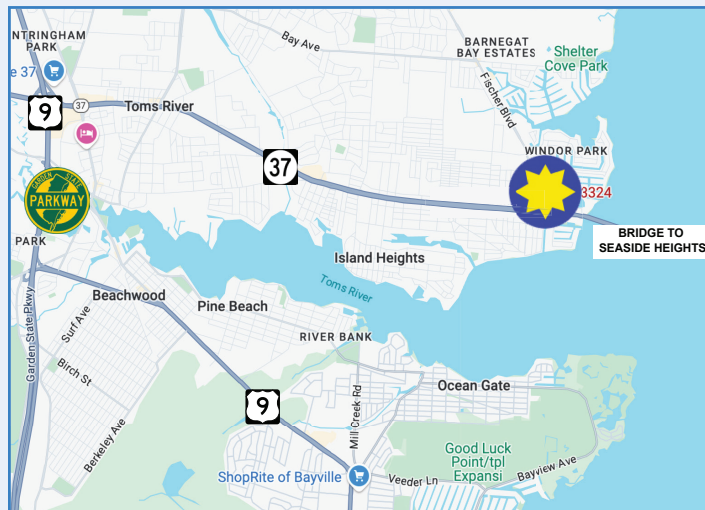 NTRINGHAM
PARK
Bay Ave
BARNEGAT
BAY ESTATES
Shelter
Cove Park
e 37
9
37
Toms River
Fischer Blvd
37
WINDOR PARK
3324
GARDEN STATE
PARKWAY
PARK
BRIDGE TO
SEASIDE HEIGHTS
Island Heights
Toms River
Beachwood
Pine Beach
Garden State Pkwy
Surf Ave
RIVER BANK
Birch St
Ocean Gate
9
Mill Creek Rd
Berkeley Ave
Good Luck
Point/tpl
Expansi
ShopRite of Bayville
Veeder Ln
Bayview Ave